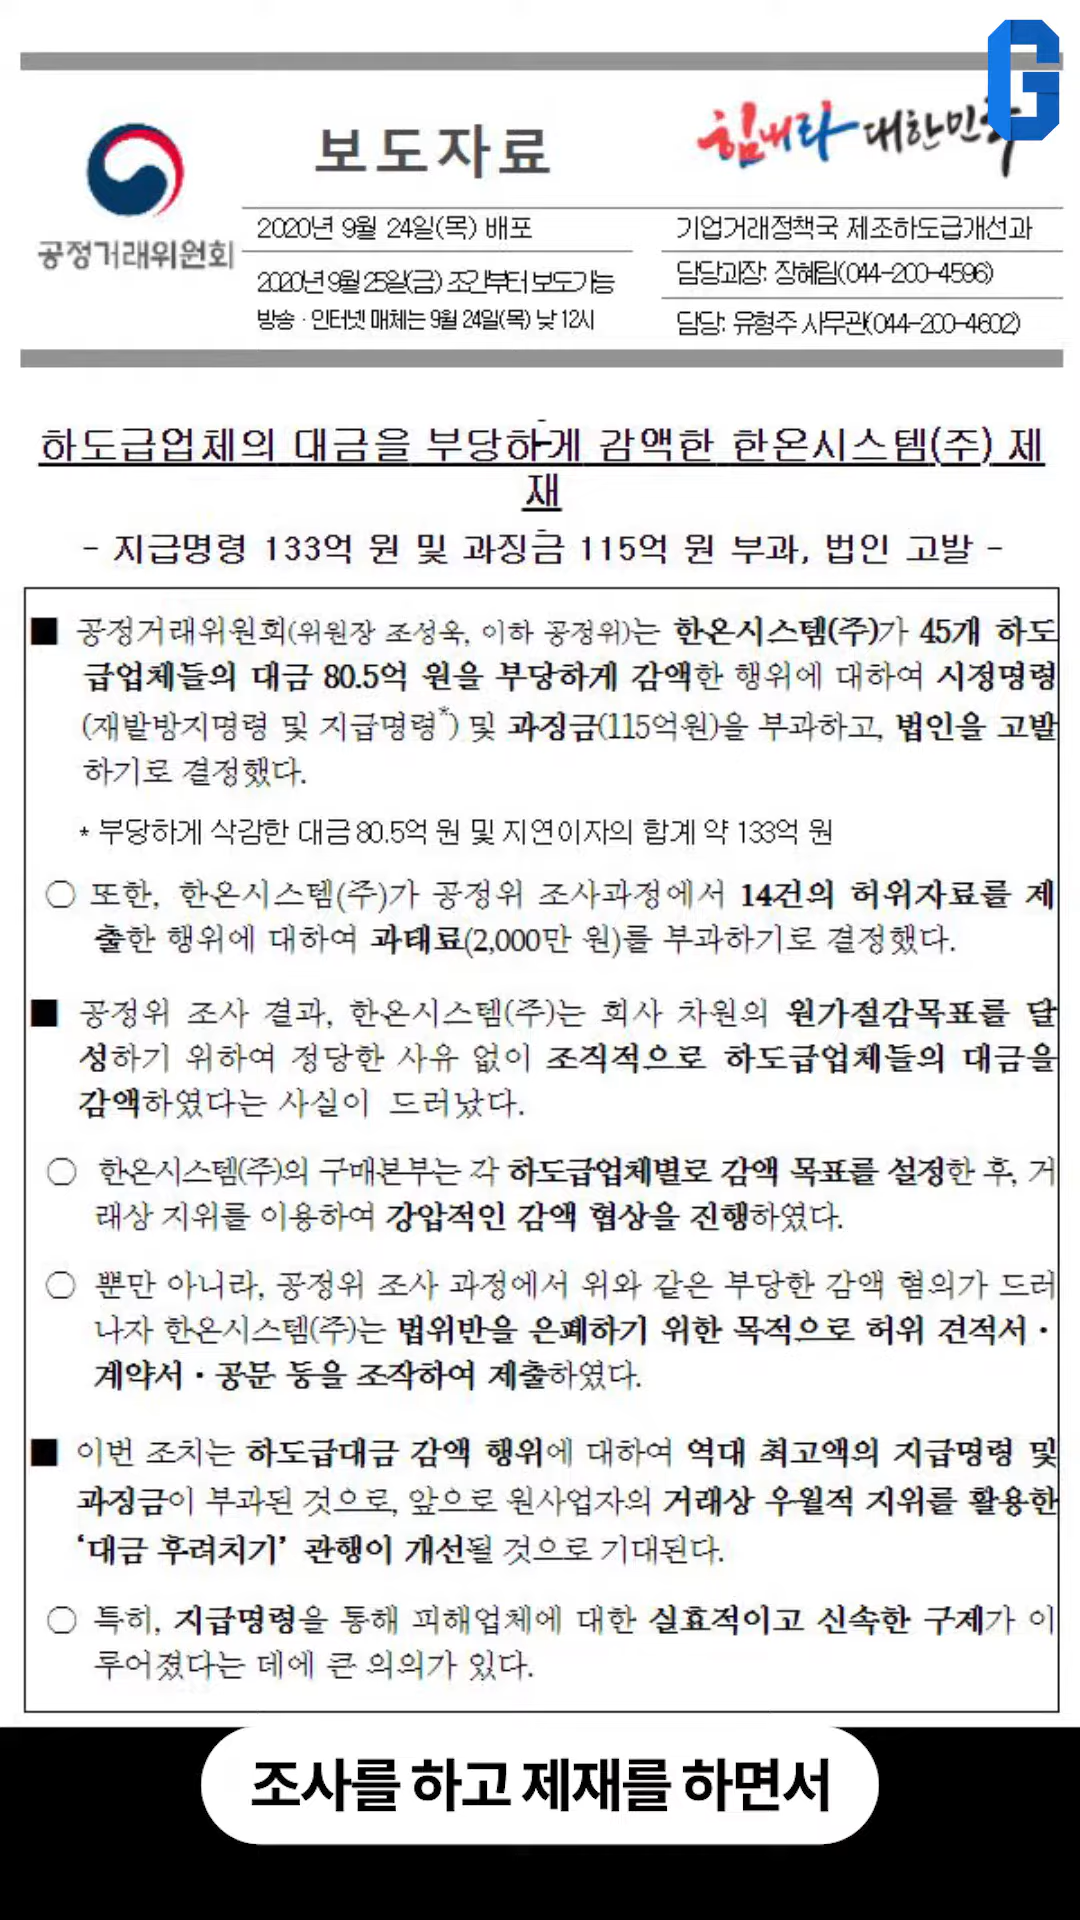 보도자료
힘내라 대한민국
공정거래위원회
2020년 9월 24일(목) 배포
2020년 9월 25일(금) 조간부터 보도가능
방송·인터넷 매체는 9월 24일(목) 낮 12시
기업거래정책국 제조하도급개선과
담당과장: 장혜림(044-200-4596)
담당: 유형주 사무관(044-200-4602)
하도급업체의 대금을 부당하게 감액한 한온시스템(주) 제
재
- 지급명령 133억 원 및 과징금 115억 원 부과, 법인 고발 -
■ 공정거래위원회(위원장 조성욱, 이하 공정위)는 한온시스템(주)가 45개 하도
급업체들의 대금 80.5억 원을 부당하게 감액한 행위에 대하여 시정명령
(재발방지명령 및 지급명령*) 및 과징금(115억원)을 부과하고, 법인을 고발
하기로 결정했다.
* 부당하게 삭감한 대금 80.5억 원 및 지연이자의 합계 약 133억 원
○ 또한, 한온시스템(주)가 공정위 조사과정에서 14건의 허위자료를 제
출한 행위에 대하여 과태료(2,000만 원)를 부과하기로 결정했다.
■ 공정위 조사 결과, 한온시스템(주)는 회사 차원의 원가절감목표를 달
성하기 위하여 정당한 사유 없이 조직적으로 하도급업체들의 대금을
감액하였다는 사실이 드러났다.
○ 한온시스템(주)의 구매본부는 각 하도급업체별로 감액 목표를 설정한 후, 거
래상 지위를 이용하여 강압적인 감액 협상을 진행하였다.
○ 뿐만 아니라, 공정위 조사 과정에서 위와 같은 부당한 감액 혐의가 드러
나자 한온시스템(주)는 법위반을 은폐하기 위한 목적으로 허위 견적서·
계약서·공문 등을 조작하여 제출하였다.
■ 이번 조치는 하도급대금 감액 행위에 대하여 역대 최고액의 지급명령 및
과징금이 부과된 것으로, 앞으로 원사업자의 거래상 우월적 지위를 활용한
‘대금 후려치기’ 관행이 개선될 것으로 기대된다.
○ 특히, 지급명령을 통해 피해업체에 대한 실효적이고 신속한 구제가 이
루어졌다는 데에 큰 의의가 있다.
조사를 하고 제재를 하면서